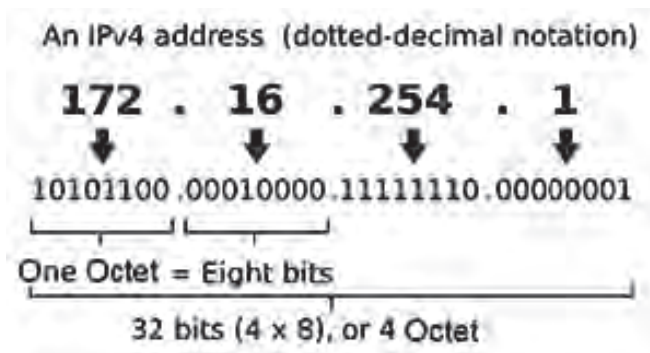 An IPv4 address (dotted-decimal notation)
172 . 16 . 254 . 1
10101100 .00010000 .11111110 .00000001
One Octet = Eight bits
32 bits (4 x 8), or 4 Octet